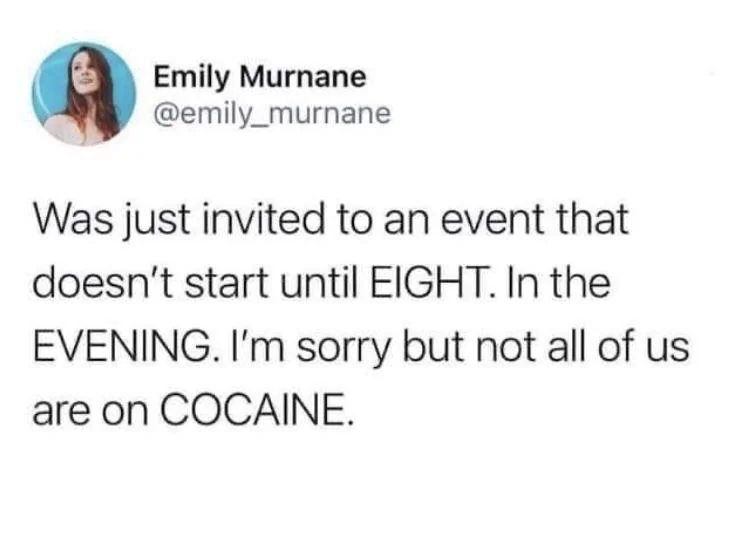 Emily Murnane
@emily_murnane
Was just invited to an event that
doesn't start until EIGHT. In the
EVENING. I'm sorry but not all of us
are on COCAINE.